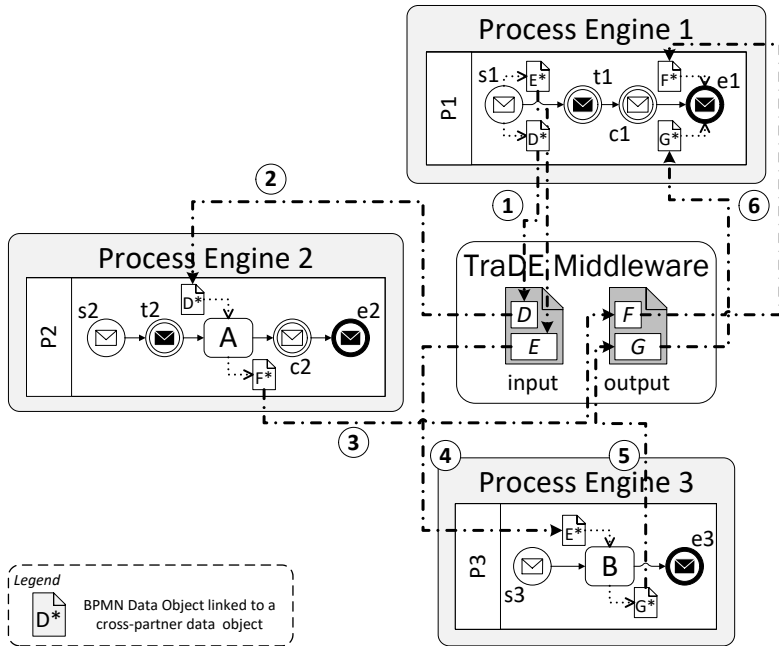 Process Engine 1
P1
s1
E*
D*
t1
c1
F*
G*
e1
1
2
6
Process Engine 2
P2
s2
t2
D*
A
F*
c2
e2
TraDE Middleware
D
E
input
F
G
output
3
4
5
Process Engine 3
P3
s3
E*
B
G*
e3
Legend
D*
BPMN Data Object linked to a
cross-partner data object